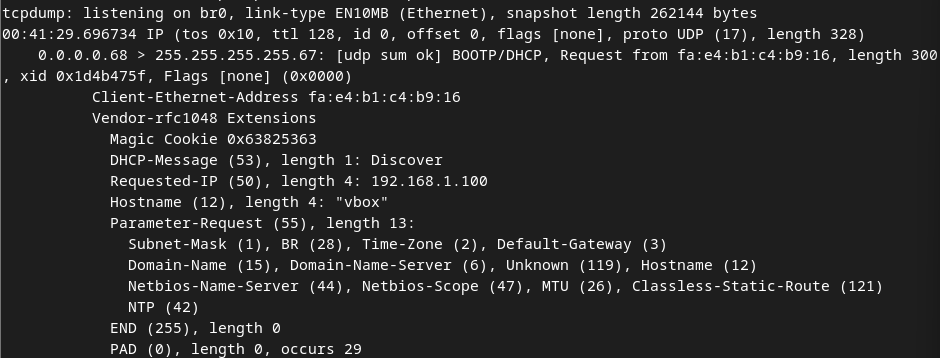 tcpdump: listening on br0, link-type EN10MB (Ethernet), snapshot length 262144 bytes
00:41:29.696734 IP (tos 0x10, ttl 128, id 0, offset 0, flags [none], proto UDP (17), length 328)
    0.0.0.0.68 > 255.255.255.255.67: [udp sum ok] BOOTP/DHCP, Request from fa:e4:b1:c4:b9:16, length 300
, xid 0x1d4b475f, Flags [none] (0x0000)
          Client-Ethernet-Address fa:e4:b1:c4:b9:16
          Vendor-rfc1048 Extensions
            Magic Cookie 0x63825363
            DHCP-Message (53), length 1: Discover
            Requested-IP (50), length 4: 192.168.1.100
            Hostname (12), length 4: "vbox"
            Parameter-Request (55), length 13:
              Subnet-Mask (1), BR (28), Time-Zone (2), Default-Gateway (3)
              Domain-Name (15), Domain-Name-Server (6), Unknown (119), Hostname (12)
              Netbios-Name-Server (44), Netbios-Scope (47), MTU (26), Classless-Static-Route (121)
              NTP (42)
            END (255), length 0
            PAD (0), length 0, occurs 29